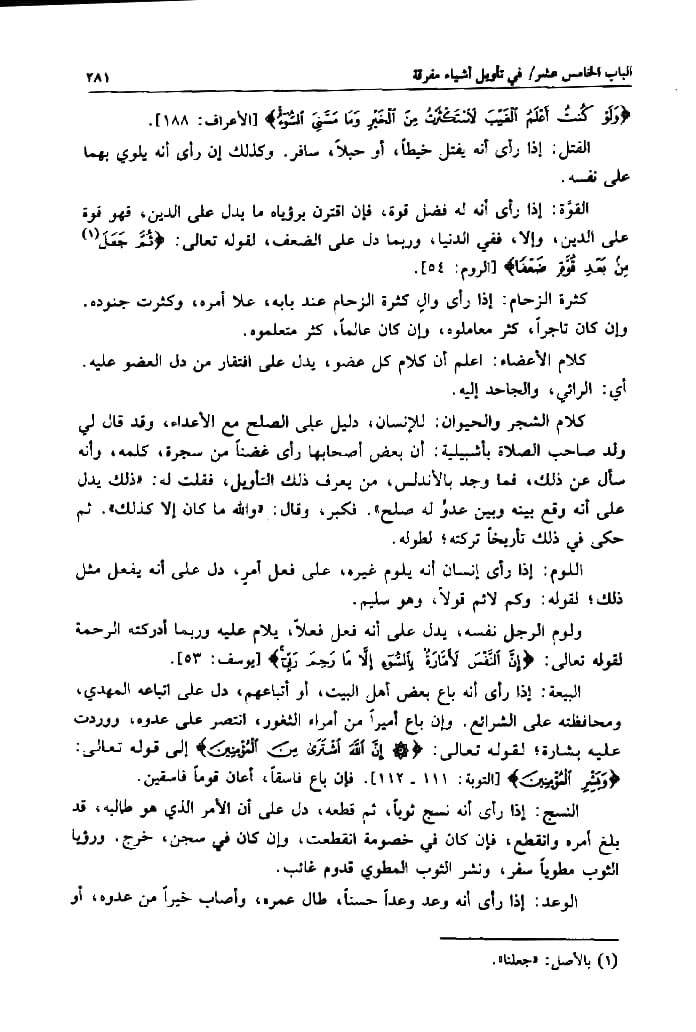 الباب الخامس عشر/ في تأويل أشياء مفرقة ٢٨١
﴿وَلَوْ كُنتُ أَعْلَمُ الْغَيْبَ لَاسْتَكْثَرْتُ مِنَ الْخَيْرِ وَمَا مَسَّنِيَ السُّوءُ﴾ [الأعراف: ١٨٨].
الفتل: إذا رأى أنه يفتل خيطاً، أو حبلاً، سافر. وكذلك إن رأى أنه يلوي بهما
على نفسه.
القوَّة: إذا رأى أنه له فضل قوة، فإن اقترن برؤياه ما يدل على الدين، فهو قوة
على الدين، وإلا، ففي الدنيا، وربما دل على الضعف، لقوله تعالى: ﴿ثُمَّ جَعَلَ(١)
مِنْ بَعْدِ قُوَّةٍ ضَعْفًا﴾ [الروم: ٥٤].
كثرة الزحام: إذا رأى والٍ كثرة الزحام عند بابه، علا أمره، وكثرت جنوده.
وإن كان تاجراً، كثر معاملوه، وإن كان عالماً، كثر متعلموه.
كلام الأعضاء: اعلم أن كلام كل عضو، يدل على افتقار من دل العضو عليه.
أي: الرائي، والجاحد إليه.
كلام الشجر والحيوان: للإنسان، دليل على الصلح مع الأعداء، وقد قال لي
ولد صاحب الصلاة بأشبيلية: أن بعض أصحابها رأى غضناً من سجرة، كلمه، وأنه
سأل عن ذلك، فما وجد بالأندلس، من يعرف ذلك التأويل، فقلت له: «ذلك يدل
على أنه وقع بينه وبين عدوٌ له صلح». فكبر، وقال: «والله ما كان إلا كذلك». ثم
حكى في ذلك تأريخاً تركته؛ لطوله.
اللوم: إذا رأى إنسان أنه يلوم غيره، على فعل أمرٍ، دل على أنه يفعل مثل
ذلك؛ لقوله: وكم لائم قولاً، وهو سليم.
ولوم الرجل نفسه، يدل على أنه فعل فعلاً، يلام عليه وربما أدركته الرحمة
لقوله تعالى: ﴿إِنَّ النَّفْسَ لَأَمَّارَةٌ بِالسُّوءِ إِلَّا مَا رَحِمَ رَبِّيَ﴾ [يوسف: ٥٣].
البيعة: إذا رأى أنه باع بعض أهل البيت، أو أتباعهم، دل على اتباعه المهدي،
ومحافظته على الشرائع. وإن باع أميراً من أمراء الثغور، انتصر على عدوه، ووردت
عليه بشارة؛ لقوله تعالى: ﴿۞ إِنَّ اللَّهَ اشْتَرَىٰ مِنَ الْمُؤْمِنِينَ﴾ إلى قوله تعالى:
﴿وَبَشِّرِ الْمُؤْمِنِينَ﴾ [التوبة: ١١١ - ١١٢]. فإن باع فاسقاً، أعان قوماً فاسقين.
النسج: إذا رأى أنه نسج ثوباً، ثم قطعه، دل على أن الأمر الذي هو طالبه، قد
بلغ أمره وانقطع، فإن كان في خصومة انقطعت، وإن كان في سجن، خرج. ورؤيا
الثوب مطوياً سفر، ونشر الثوب المطوي قدوم غائب.
الوعد: إذا رأى أنه وعد وعداً حسناً، طال عمره، وأصاب خيراً من عدوه، أو
(١) بالأصل: «جعلنا».